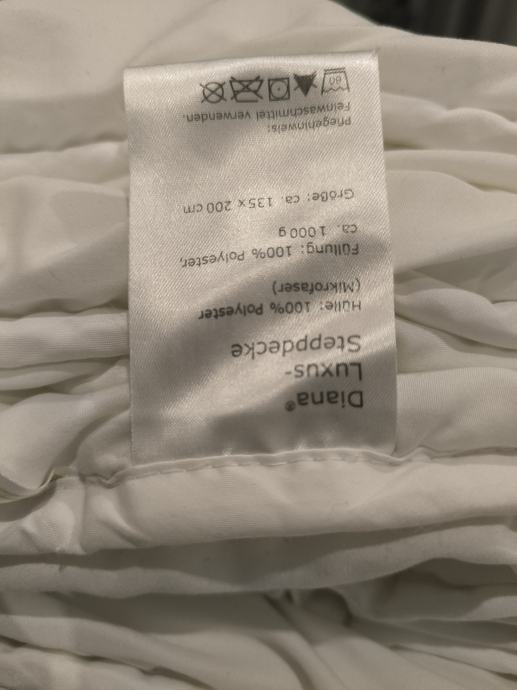 Diana®
Luxus-
Steppdecke
Hülle: 100% Polyester
(Mikrofaser)
Füllung: 100% Polyester,
ca. 1000 g
Größe: ca. 135 x 200 cm
Pflegehinweis:
Feinwaschmittel verwenden.
60